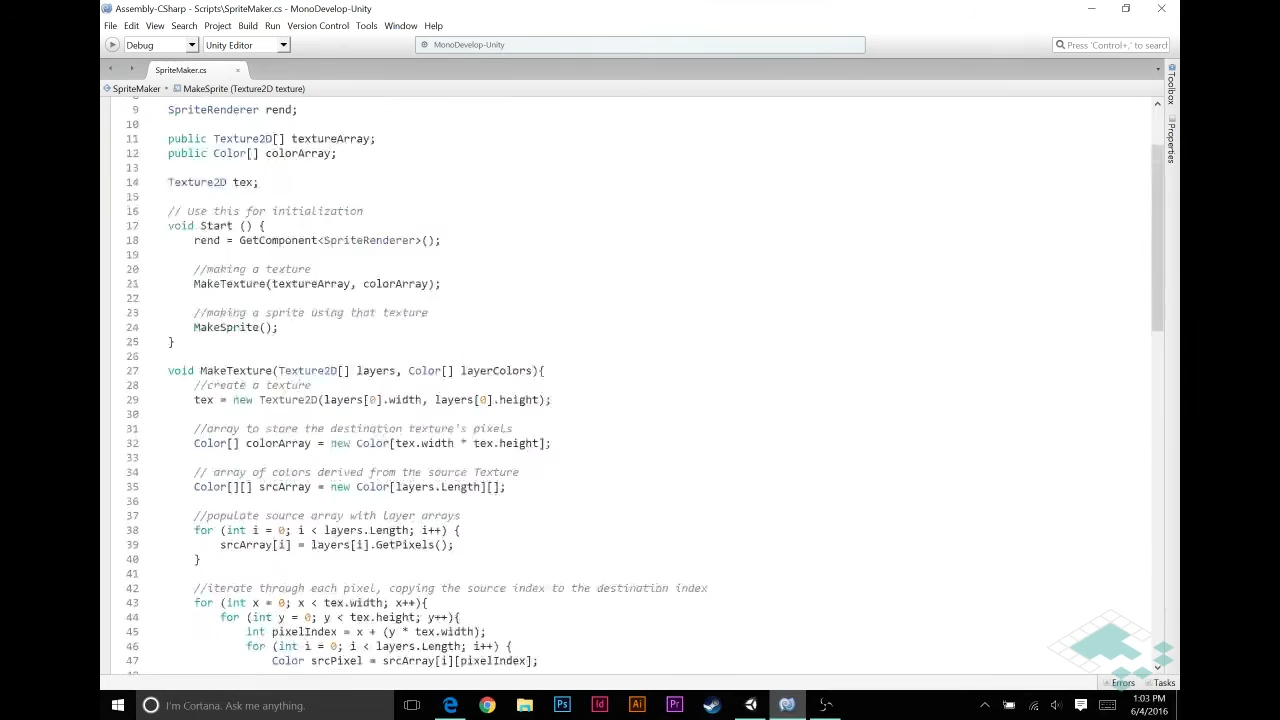 Assembly-CSharp - Scripts\SpriteMaker.cs - MonoDevelop-Unity
File Edit View Search Project Build Run Version Control Tools Window Help
Debug Unity Editor MonoDevelop-Unity Press 'Control+,' to search
SpriteMaker.cs
SpriteMaker MakeSprite (Texture2D texture)
Toolbox
Properties
9 SpriteRenderer rend;
10
11 public Texture2D[] textureArray;
12 public Color[] colorArray;
13
14 Texture2D tex;
15
16 // Use this for initialization
17 void Start () {
18 rend = GetComponent<SpriteRenderer>();
19
20 //making a texture
21 MakeTexture(textureArray, colorArray);
22
23 //making a sprite using that texture
24 MakeSprite();
25 }
26
27 void MakeTexture(Texture2D[] layers, Color[] layerColors){
28 //create a texture
29 tex = new Texture2D(layers[0].width, layers[0].height);
30
31 //array to store the destination texture's pixels
32 Color[] colorArray = new Color[tex.width * tex.height];
33
34 // array of colors derived from the source Texture
35 Color[][] srcArray = new Color[layers.Length][];
36
37 //populate source array with layer arrays
38 for (int i = 0; i < layers.Length; i++) {
39 srcArray[i] = layers[i].GetPixels();
40 }
41
42 //iterate through each pixel, copying the source index to the destination index
43 for (int x = 0; x < tex.width; x++){
44 for (int y = 0; y < tex.height; y++){
45 int pixelIndex = x + (y * tex.width);
46 for (int i = 0; i < layers.Length; i++) {
47 Color srcPixel = srcArray[i][pixelIndex];
Errors Tasks
I'm Cortana. Ask me anything.
Ps Id Ai Pr
1:03 PM
6/4/2016